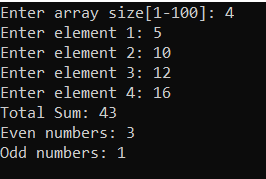 Enter array size[1-100]: 4
Enter element 1: 5
Enter element 2: 10
Enter element 3: 12
Enter element 4: 16
Total Sum: 43
Even numbers: 3
Odd numbers: 1